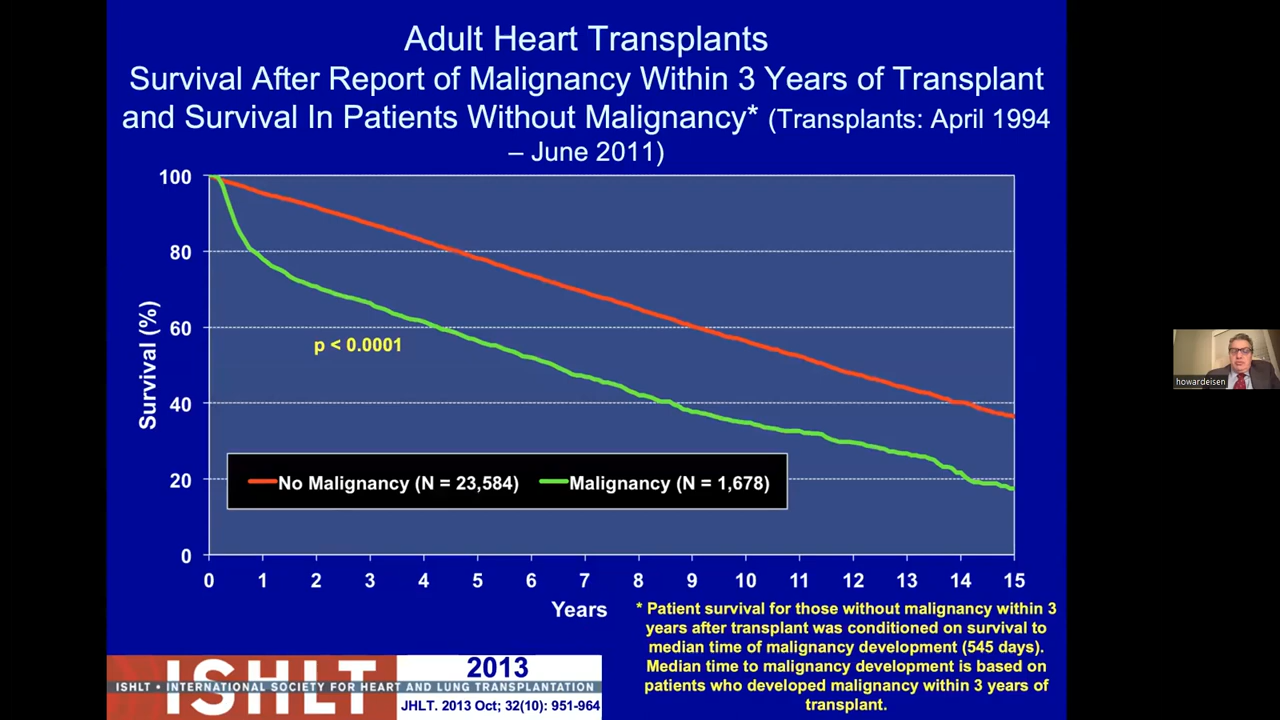 Adult Heart Transplants
Survival After Report of Malignancy Within 3 Years of Transplant
and Survival In Patients Without Malignancy* (Transplants: April 1994
– June 2011)
100
80
60
40
20
0
Survival (%)
p < 0.0001
No Malignancy (N = 23,584)
Malignancy (N = 1,678)
0 1 2 3 4 5 6 7 8 9 10 11 12 13 14 15
Years
* Patient survival for those without malignancy within 3
years after transplant was conditioned on survival to
median time of malignancy development (545 days).
Median time to malignancy development is based on
patients who developed malignancy within 3 years of
transplant.
ISHLT
ISHLT • INTERNATIONAL SOCIETY FOR HEART AND LUNG TRANSPLANTATION
2013
JHLT. 2013 Oct; 32(10): 951-964
howardeisen